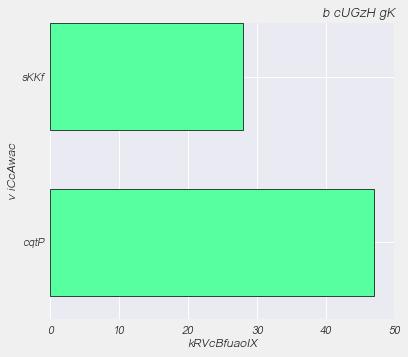 b cUGzH gK
sKKf
v iCcAwac
cqtP
0 10 20 30 40 50
kRVcBfuaoIX